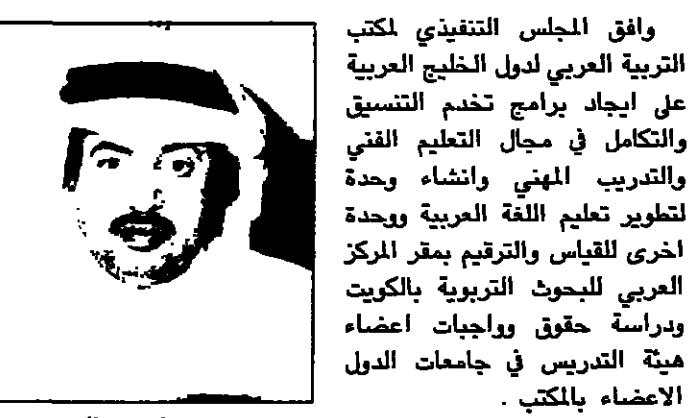 وافق المجلس التنفيذي لمكتب
التربية العربي لدول الخليج العربية
على ايجاد برامج تخدم التنسيق
والتكامل في مجال التعليم الفني
والتدريب المهني وانشاء وحدة
لتطوير تعليم اللغة العربية ووحدة
اخرى للقياس والترقيم بمقر المركز
العربي للبحوث التربوية بالكويت
ودراسة حقوق وواجبات اعضاء
هيئة التدريس في جامعات الدول
الاعضاء بالمكتب .